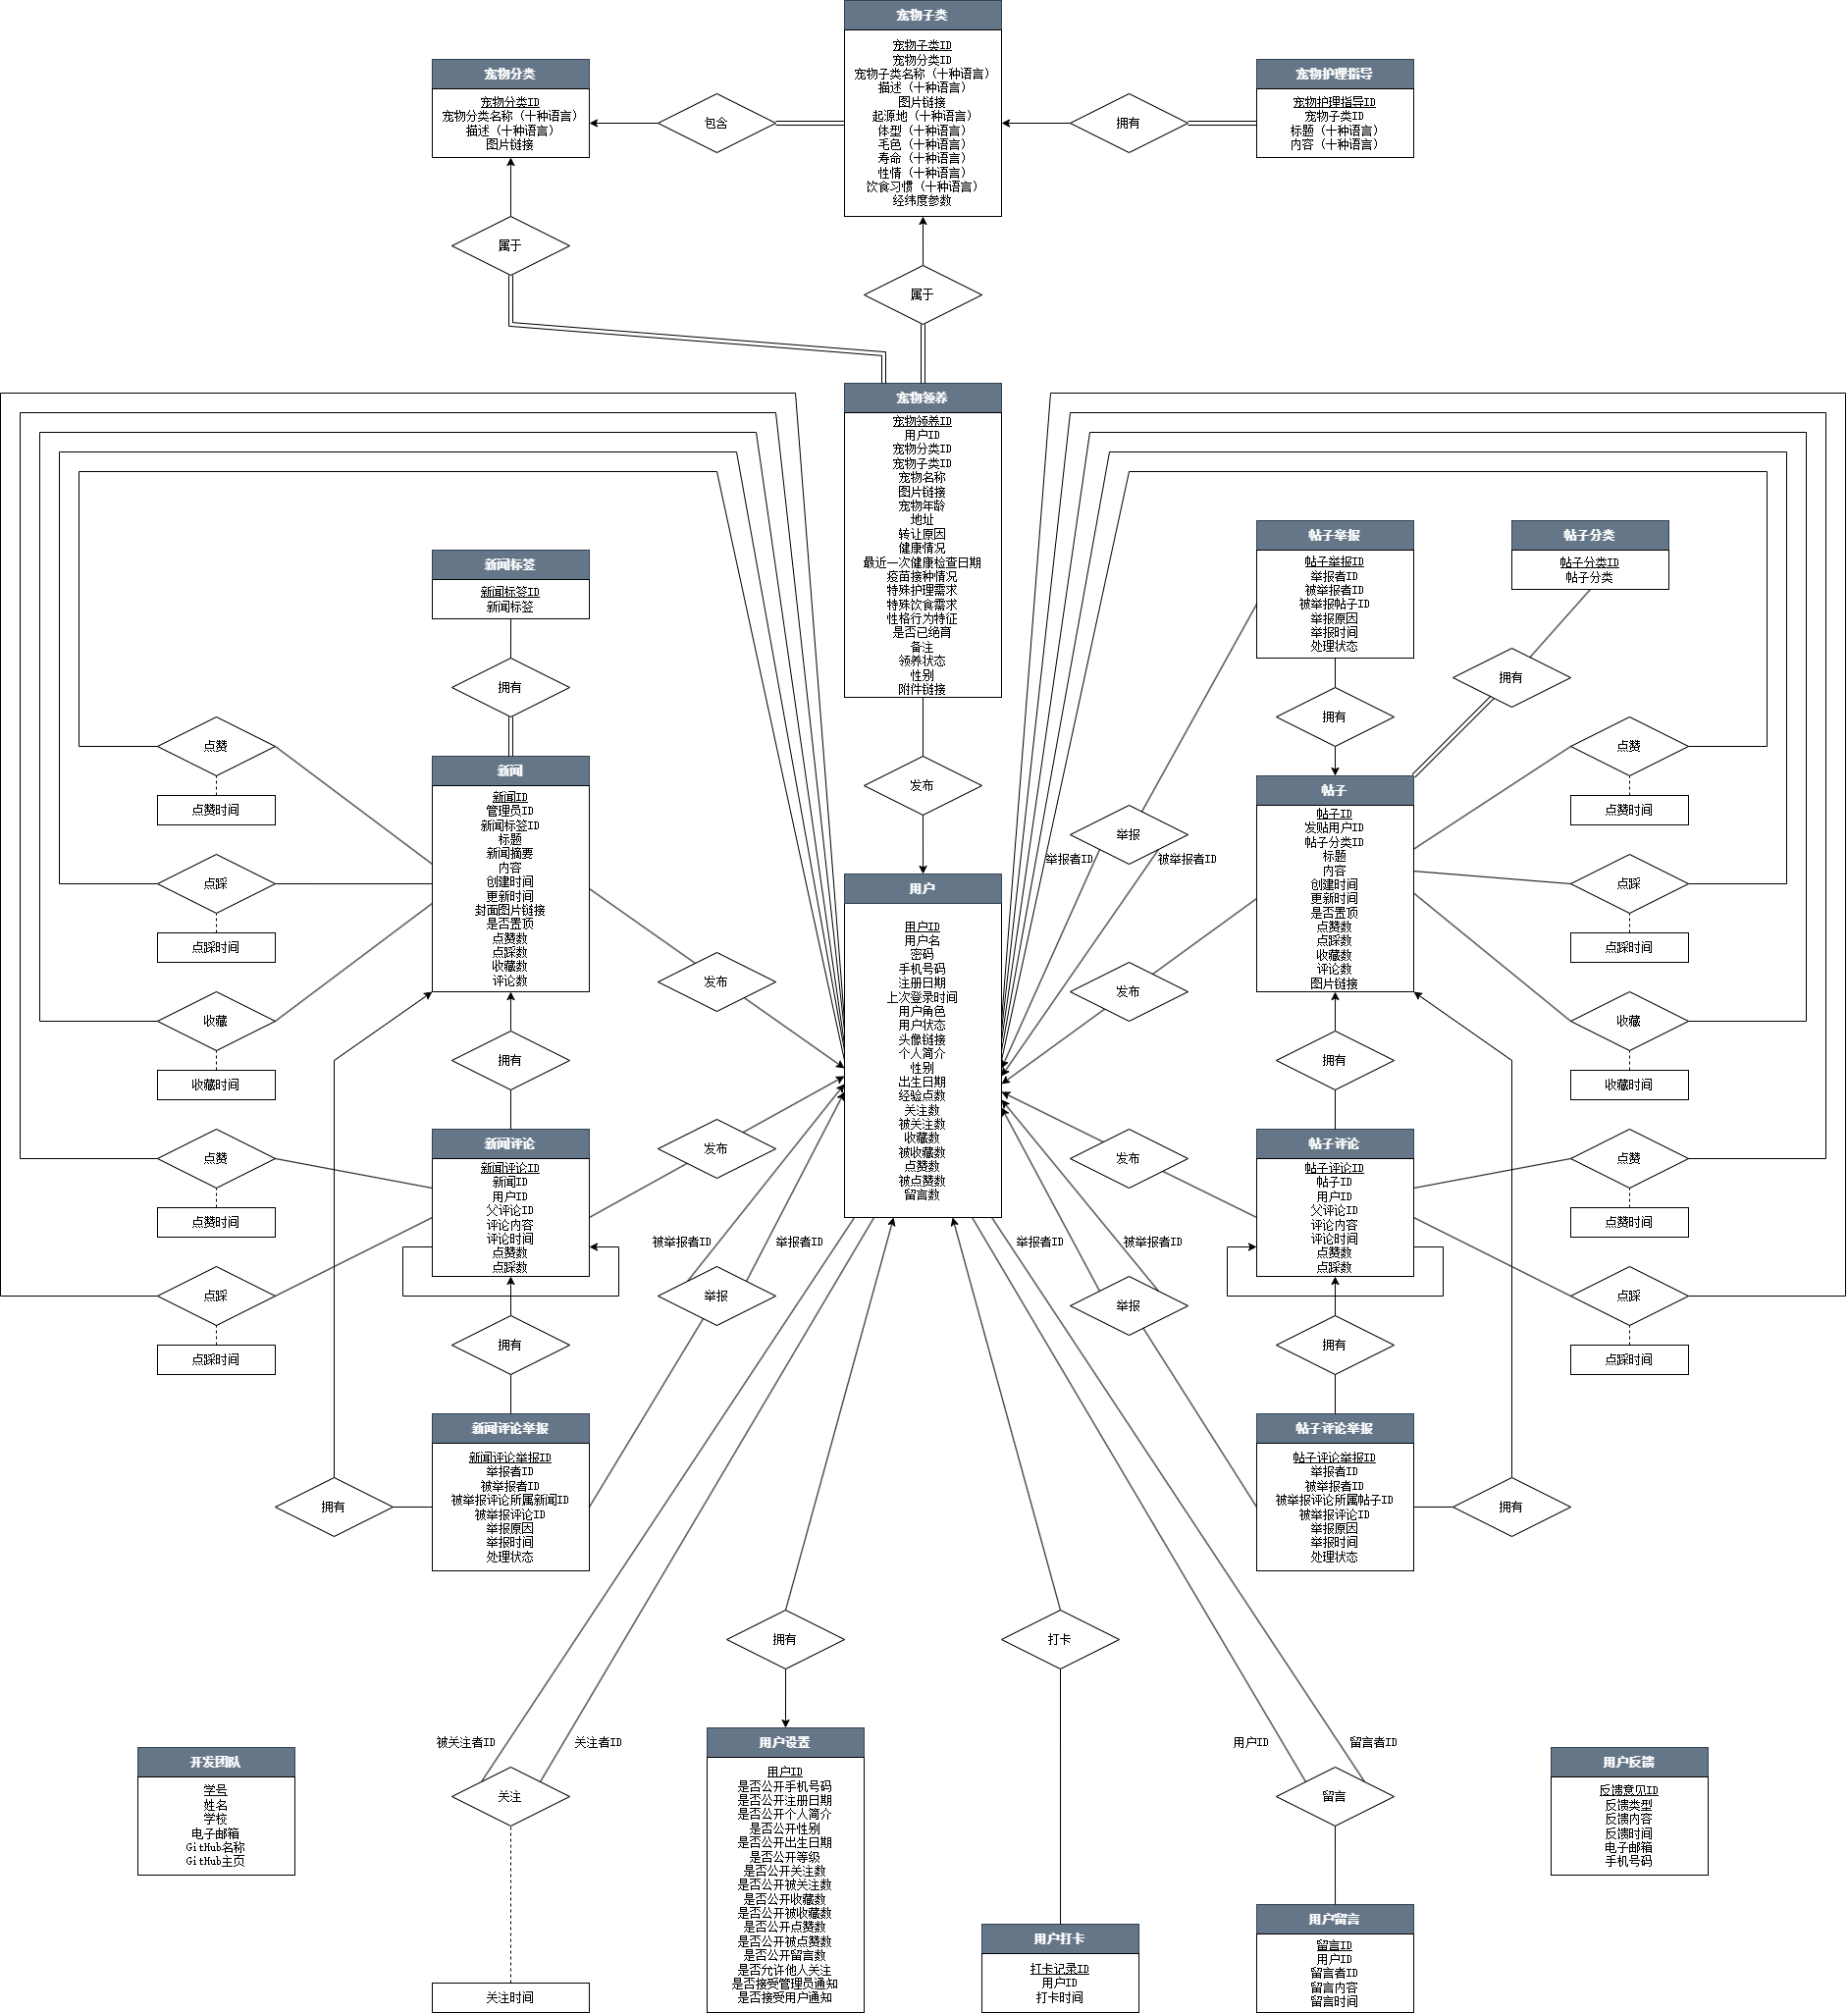 宠物子类
宠物子类ID
宠物分类ID
宠物子类名称（十种语言）
描述（十种语言）
图片链接
起源地（十种语言）
体型（十种语言）
毛色（十种语言）
寿命（十种语言）
性情（十种语言）
饮食习惯（十种语言）
经纬度参数
宠物分类
宠物分类ID
宠物分类名称（十种语言）
描述（十种语言）
图片链接
包含
拥有
宠物护理指导
宠物护理指导ID
宠物子类ID
标题（十种语言）
内容（十种语言）
属于
属于
宠物领养
宠物领养ID
用户ID
宠物分类ID
宠物子类ID
宠物名称
图片链接
宠物年龄
地址
转让原因
健康情况
最近一次健康检查日期
疫苗接种情况
特殊护理需求
特殊饮食需求
性格行为特征
是否已绝育
备注
领养状态
性别
附件链接
新闻标签
新闻标签ID
新闻标签
拥有
帖子举报
帖子举报ID
举报者ID
被举报者ID
被举报帖子ID
举报原因
举报时间
处理状态
帖子分类
帖子分类ID
帖子分类
拥有
拥有
点赞
点赞时间
点踩
点踩时间
收藏
收藏时间
新闻
新闻ID
管理员ID
新闻标签ID
标题
新闻摘要
内容
创建时间
更新时间
封面图片链接
是否置顶
点赞数
点踩数
收藏数
评论数
发布
发布
举报
举报者ID
被举报者ID
发布
帖子
帖子ID
发贴用户ID
帖子分类ID
标题
内容
创建时间
更新时间
是否置顶
点赞数
点踩数
收藏数
评论数
图片链接
点赞
点赞时间
点踩
点踩时间
收藏
收藏时间
用户
用户ID
用户名
密码
手机号码
注册日期
上次登录时间
用户角色
用户状态
头像链接
个人简介
性别
出生日期
经验点数
关注数
被关注数
收藏数
被收藏数
点赞数
被点赞数
留言数
拥有
拥有
点赞
点赞时间
点踩
点踩时间
新闻评论
新闻评论ID
新闻ID
用户ID
父评论ID
评论内容
评论时间
点赞数
点踩数
发布
被举报者ID
举报者ID
举报
发布
举报者ID
被举报者ID
举报
帖子评论
帖子评论ID
帖子ID
用户ID
父评论ID
评论内容
评论时间
点赞数
点踩数
点赞
点赞时间
点踩
点踩时间
拥有
拥有
拥有
新闻评论举报
新闻评论举报ID
举报者ID
被举报者ID
被举报评论所属新闻ID
被举报评论ID
举报原因
举报时间
处理状态
帖子评论举报
帖子评论举报ID
举报者ID
被举报者ID
被举报评论所属帖子ID
被举报评论ID
举报原因
举报时间
处理状态
拥有
拥有
打卡
开发团队
学号
姓名
学校
电子邮箱
GitHub名称
GitHub主页
被关注者ID
关注者ID
关注
关注时间
用户设置
用户ID
是否公开手机号码
是否公开注册日期
是否公开个人简介
是否公开性别
是否公开出生日期
是否公开等级
是否公开关注数
是否公开被关注数
是否公开收藏数
是否公开被收藏数
是否公开点赞数
是否公开被点赞数
是否公开留言数
是否允许他人关注
是否接受管理员通知
是否接受用户通知
用户打卡
打卡记录ID
用户ID
打卡时间
用户ID
留言者ID
留言
用户留言
留言ID
用户ID
留言者ID
留言内容
留言时间
用户反馈
反馈意见ID
反馈类型
反馈内容
反馈时间
电子邮箱
手机号码